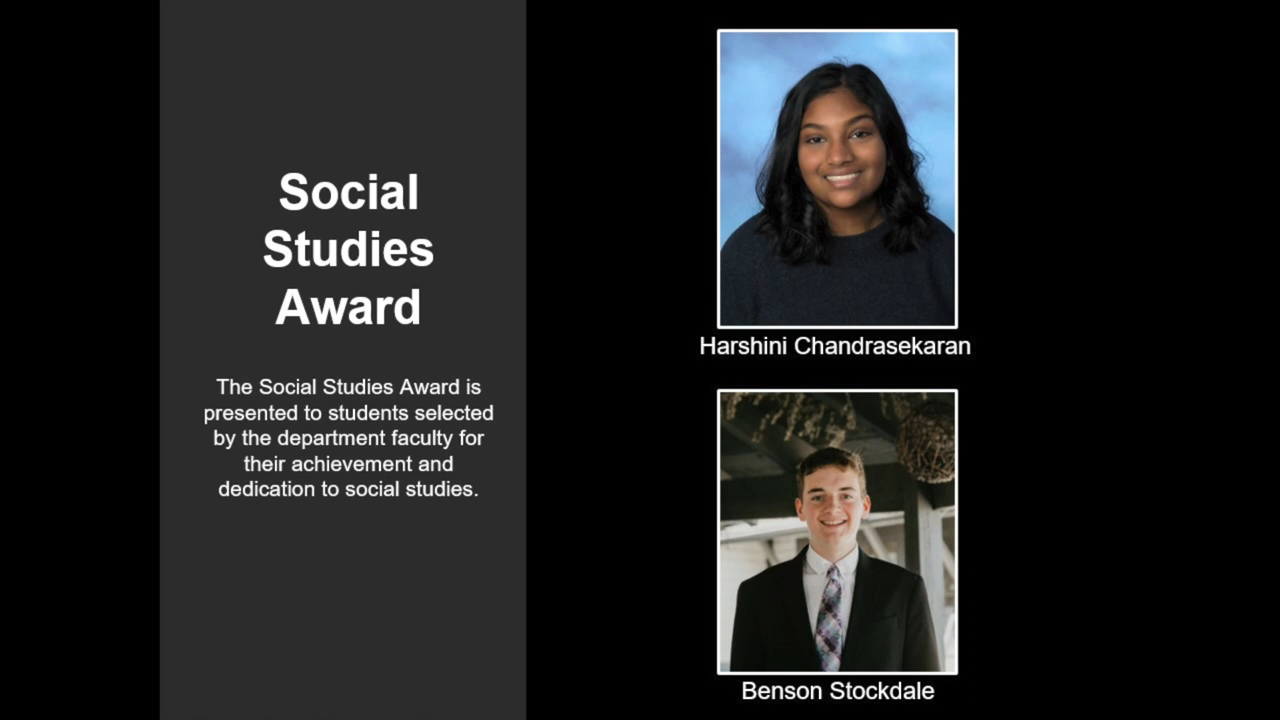 Social
Studies
Award
The Social Studies Award is
presented to students selected
by the department faculty for
their achievement and
dedication to social studies.
Harshini Chandrasekaran
Benson Stockdale